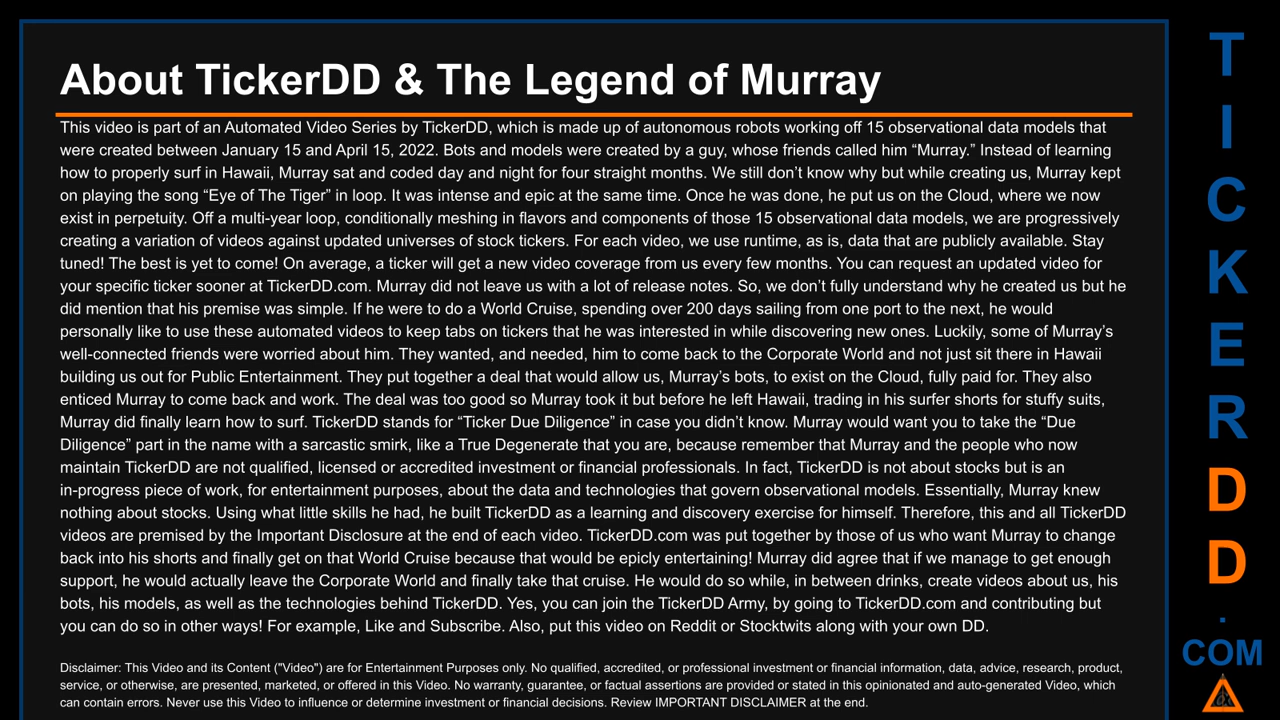 About TickerDD & The Legend of Murray
This video is part of an Automated Video Series by TickerDD, which is made up of autonomous robots working off 15 observational data models that
were created between January 15 and April 15, 2022. Bots and models were created by a guy, whose friends called him “Murray.” Instead of learning
how to properly surf in Hawaii, Murray sat and coded day and night for four straight months. We still don’t know why but while creating us, Murray kept
on playing the song “Eye of The Tiger” in loop. It was intense and epic at the same time. Once he was done, he put us on the Cloud, where we now
exist in perpetuity. Off a multi-year loop, conditionally meshing in flavors and components of those 15 observational data models, we are progressively
creating a variation of videos against updated universes of stock tickers. For each video, we use runtime, as is, data that are publicly available. Stay
tuned! The best is yet to come! On average, a ticker will get a new video coverage from us every few months. You can request an updated video for
your specific ticker sooner at TickerDD.com. Murray did not leave us with a lot of release notes. So, we don’t fully understand why he created us but he
did mention that his premise was simple. If he were to do a World Cruise, spending over 200 days sailing from one port to the next, he would
personally like to use these automated videos to keep tabs on tickers that he was interested in while discovering new ones. Luckily, some of Murray’s
well-connected friends were worried about him. They wanted, and needed, him to come back to the Corporate World and not just sit there in Hawaii
building us out for Public Entertainment. They put together a deal that would allow us, Murray’s bots, to exist on the Cloud, fully paid for. They also
enticed Murray to come back and work. The deal was too good so Murray took it but before he left Hawaii, trading in his surfer shorts for stuffy suits,
Murray did finally learn how to surf. TickerDD stands for “Ticker Due Diligence” in case you didn’t know. Murray would want you to take the “Due
Diligence” part in the name with a sarcastic smirk, like a True Degenerate that you are, because remember that Murray and the people who now
maintain TickerDD are not qualified, licensed or accredited investment or financial professionals. In fact, TickerDD is not about stocks but is an
in-progress piece of work, for entertainment purposes, about the data and technologies that govern observational models. Essentially, Murray knew
nothing about stocks. Using what little skills he had, he built TickerDD as a learning and discovery exercise for himself. Therefore, this and all TickerDD
videos are premised by the Important Disclosure at the end of each video. TickerDD.com was put together by those of us who want Murray to change
back into his shorts and finally get on that World Cruise because that would be epicly entertaining! Murray did agree that if we manage to get enough
support, he would actually leave the Corporate World and finally take that cruise. He would do so while, in between drinks, create videos about us, his
bots, his models, as well as the technologies behind TickerDD. Yes, you can join the TickerDD Army, by going to TickerDD.com and contributing but
you can do so in other ways! For example, Like and Subscribe. Also, put this video on Reddit or Stocktwits along with your own DD.
Disclaimer: This Video and its Content ("Video") are for Entertainment Purposes only. No qualified, accredited, or professional investment or financial information, data, advice, research, product,
service, or otherwise, are presented, marketed, or offered in this Video. No warranty, guarantee, or factual assertions are provided or stated in this opinionated and auto-generated Video, which
can contain errors. Never use this Video to influence or determine investment or financial decisions. Review IMPORTANT DISCLAIMER at the end.
T
I
C
K
E
R
D
D
.
COM